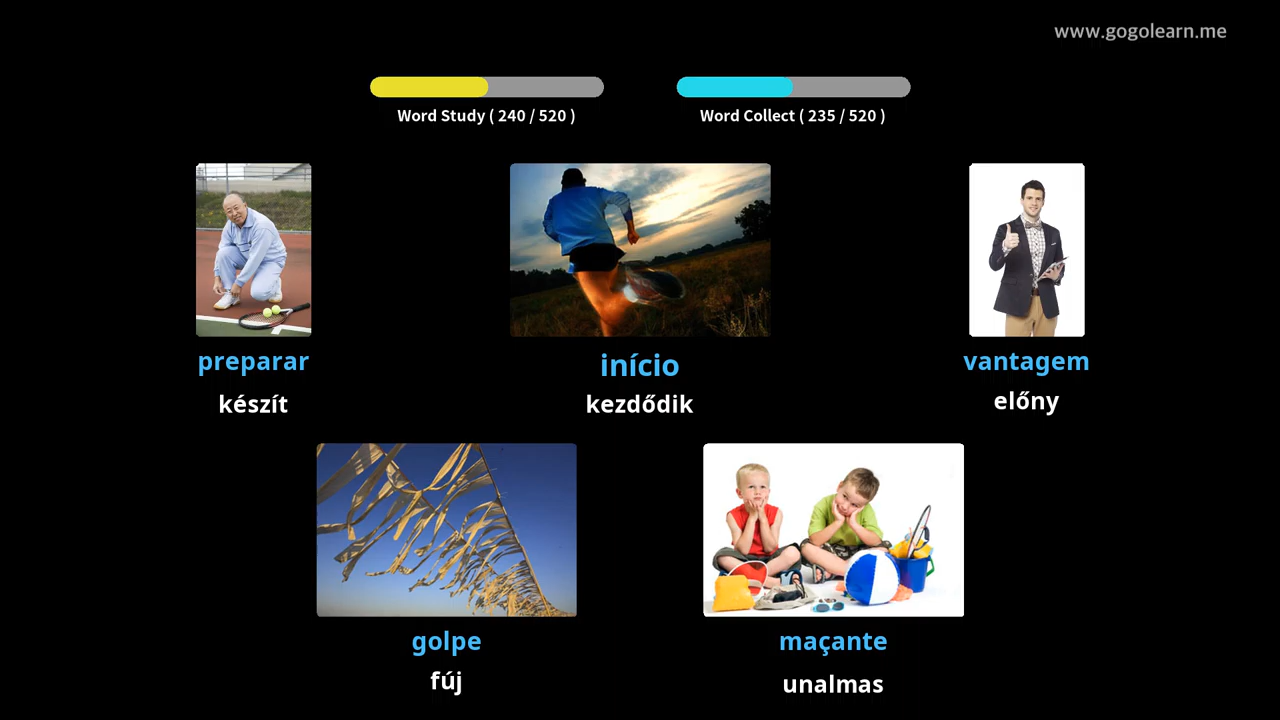 www.gogolearn.me
Word Study ( 240 / 520 )
Word Collect ( 235 / 520 )
preparar
készít
início
kezdődik
vantagem
előny
golpe
fúj
maçante
unalmas